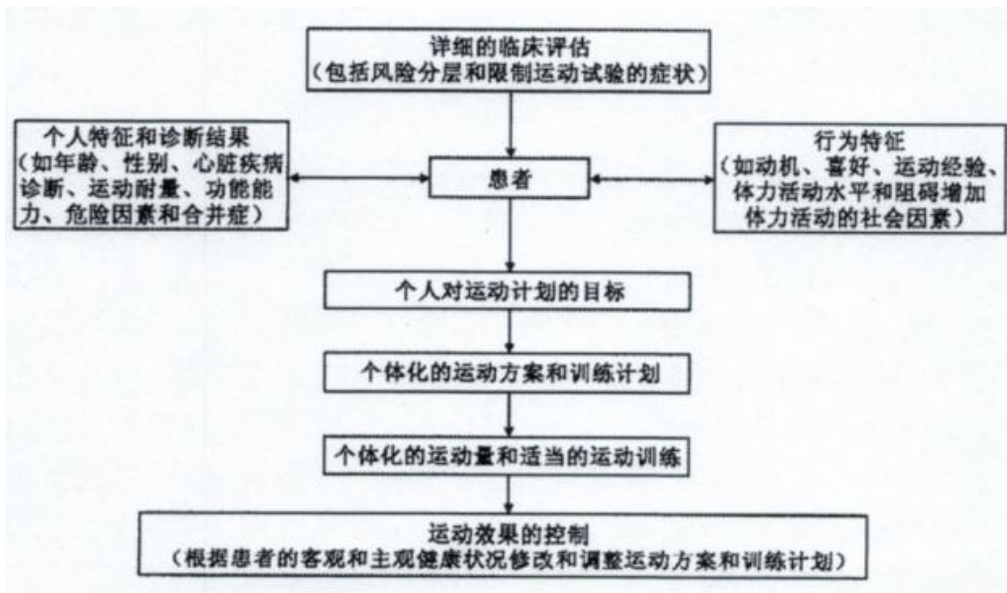 详细的临床评估
（包括风险分层和限制运动试验的症状）
个人特征和诊断结果
（如年龄、性别、心脏疾病
诊断、运动耐量、功能能
力、危险因素和合并症）
患者
行为特征
（如动机、喜好、运动经验、
体力活动水平和阻碍增加
体力活动的社会因素）
个人对运动计划的目标
个体化的运动方案和训练计划
个体化的运动量和适当的运动训练
运动效果的控制
（根据患者的客观和主观健康状况修改和调整运动方案和训练计划）